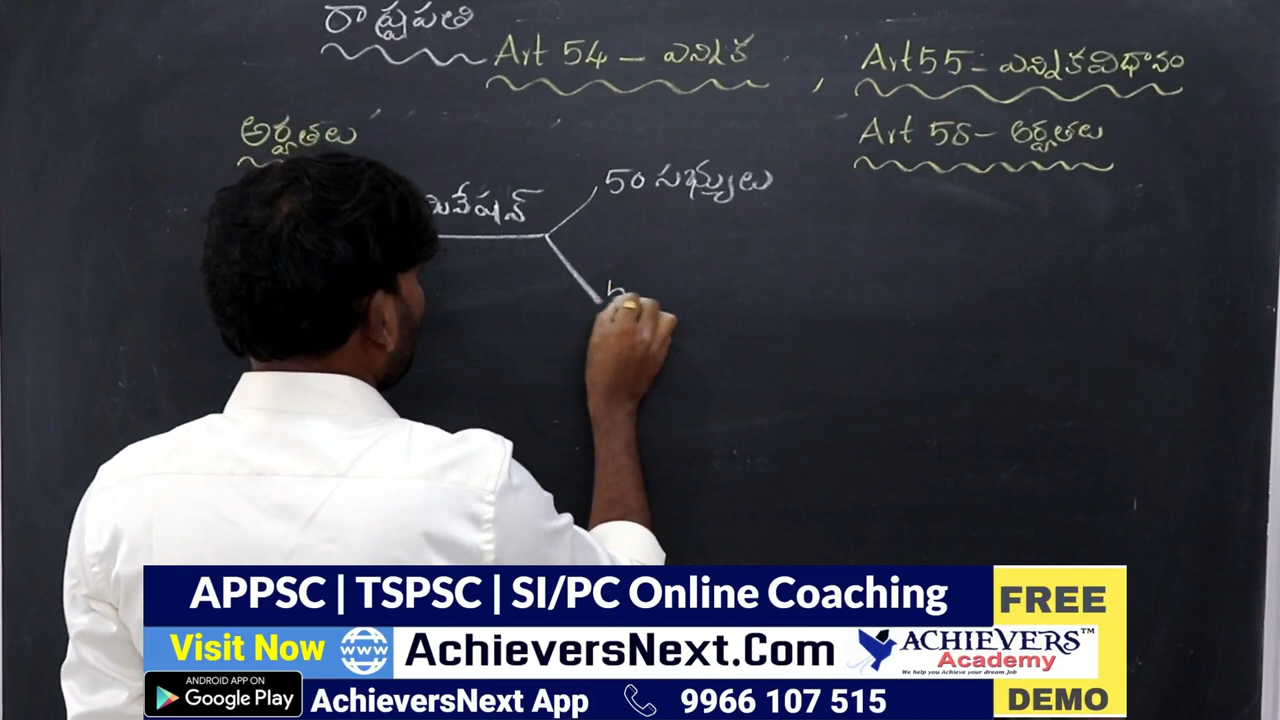 రాష్ట్రపతి
Art 54 - ఎన్నిక , Art 55 - ఎన్నికవిధానం
అర్హతలు
Art 58 - అర్హతలు
50 సభ్యులు
మినేషన్
5
APPSC | TSPSC | SI/PC Online Coaching
FREE
Visit Now
AchieversNext.Com
ACHIEVERS™
Academy
We help you Achieve your dream Job
ANDROID APP ON
Google Play
AchieversNext App
9966 107 515
DEMO